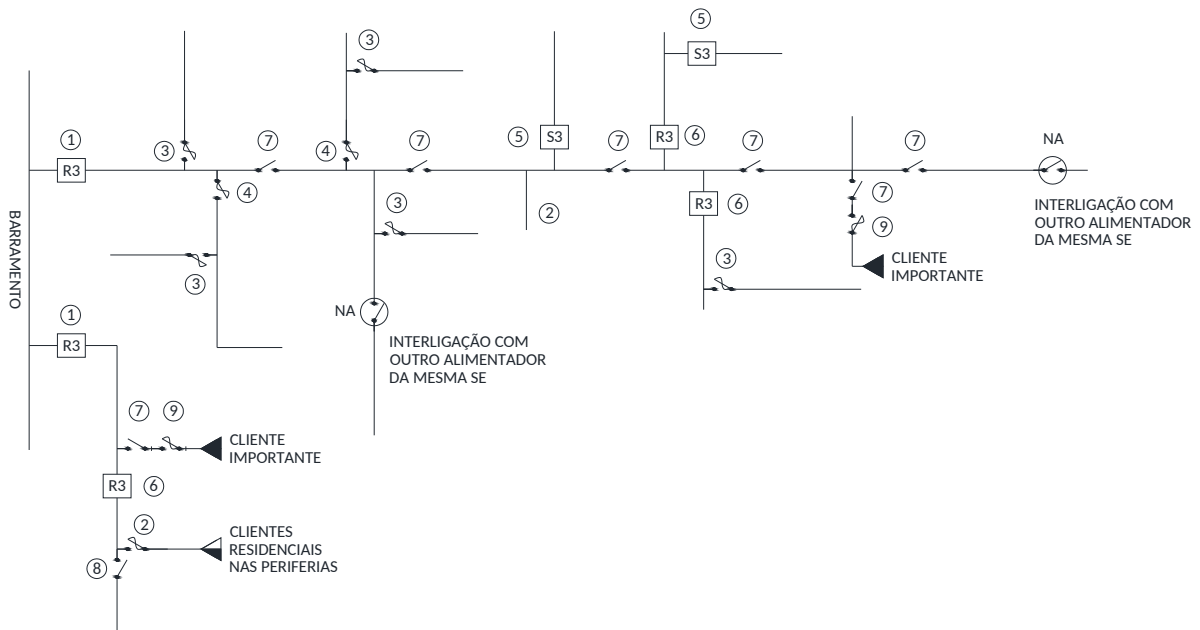 5
3
S3
1
3
7
4
7
5
S3
7
R3
6
7
7
NA
R3
4
3
2
R3
6
7
9
INTERLIGAÇÃO COM
OUTRO ALIMENTADOR
DA MESMA SE
BARRAMENTO
3
3
CLIENTE
IMPORTANTE
1
NA
R3
INTERLIGAÇÃO COM
OUTRO ALIMENTADOR
DA MESMA SE
7
9
CLIENTE
IMPORTANTE
R3
6
2
CLIENTES
RESIDENCIAIS
NAS PERIFERIAS
8